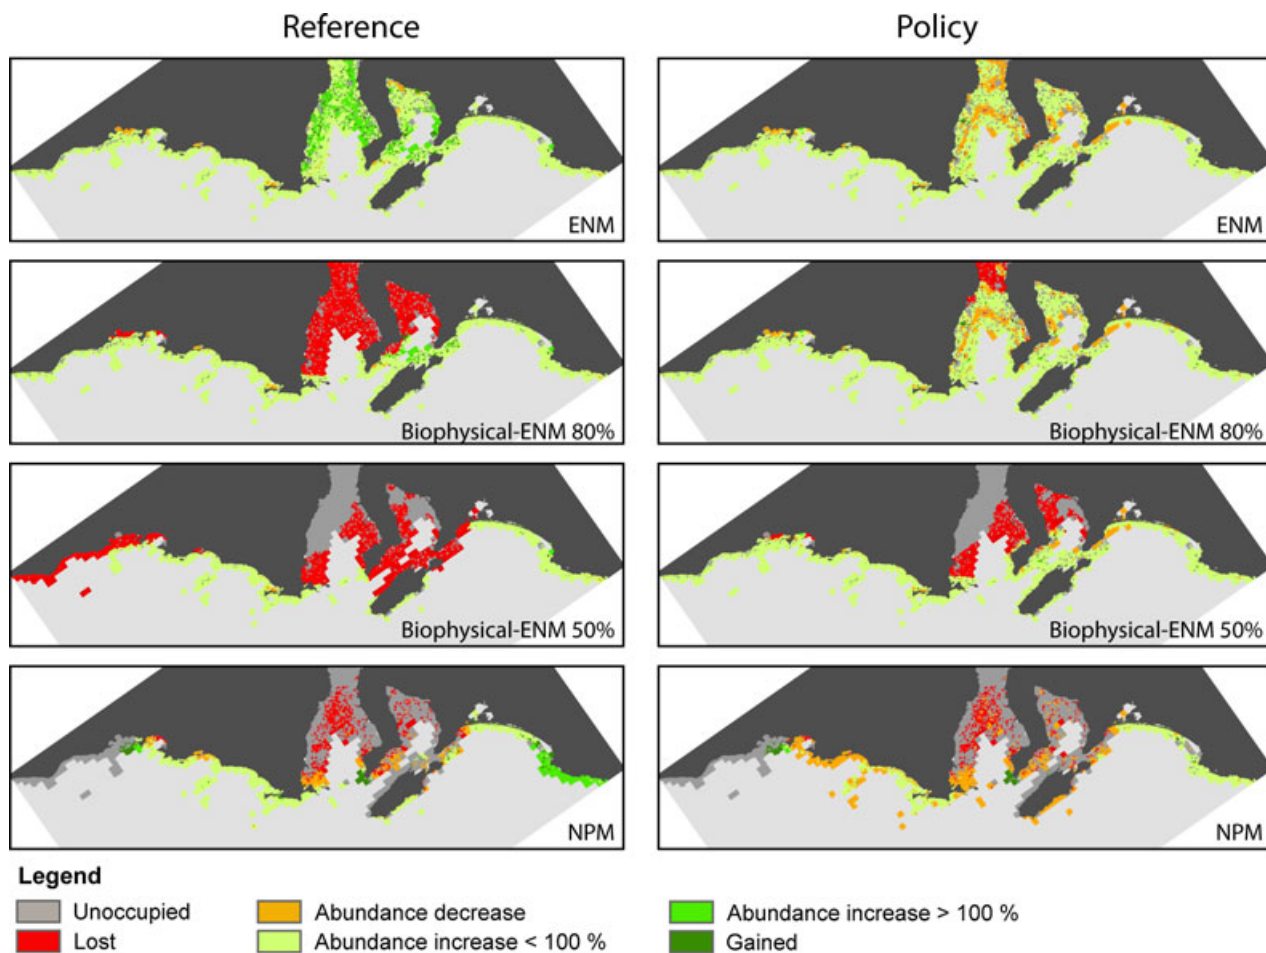 Reference
Policy
ENM
ENM
Biophysical-ENM 80%
Biophysical-ENM 80%
Biophysical-ENM 50%
Biophysical-ENM 50%
NPM
NPM
Legend
Unoccupied
Abundance decrease
Abundance increase > 100 %
Lost
Abundance increase < 100 %
Gained